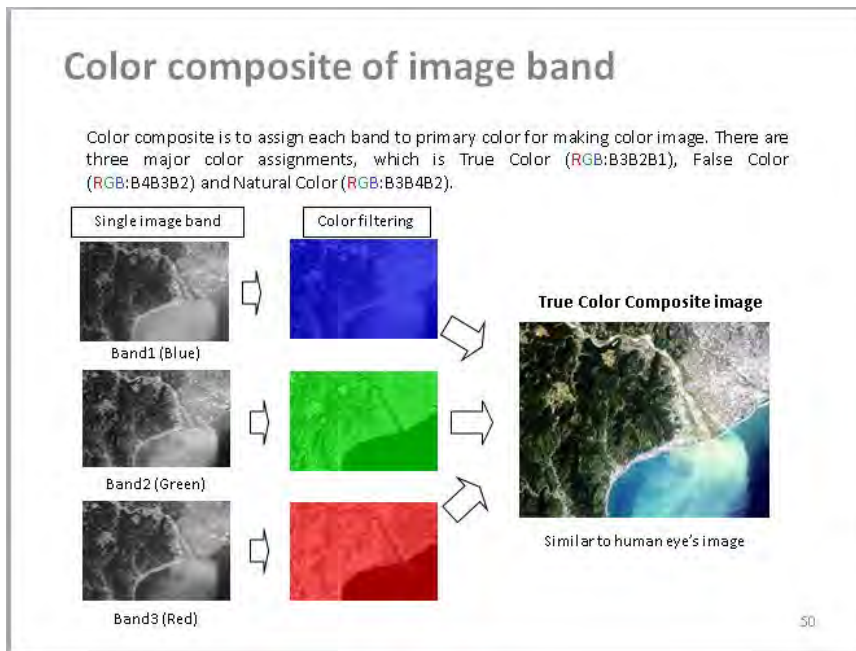 Color composite of image band
Color composite is to assign each band to primary color for making color image. There are
three major color assignments, which is True Color (RGB:B3B2B1), False Color
(RGB:B4B3B2) and Natural Color (RGB:B3B4B2).
Single image band
Color filtering
Band1 (Blue)
Band2 (Green)
Band3 (Red)
True Color Composite image
Similar to human eye's image
50